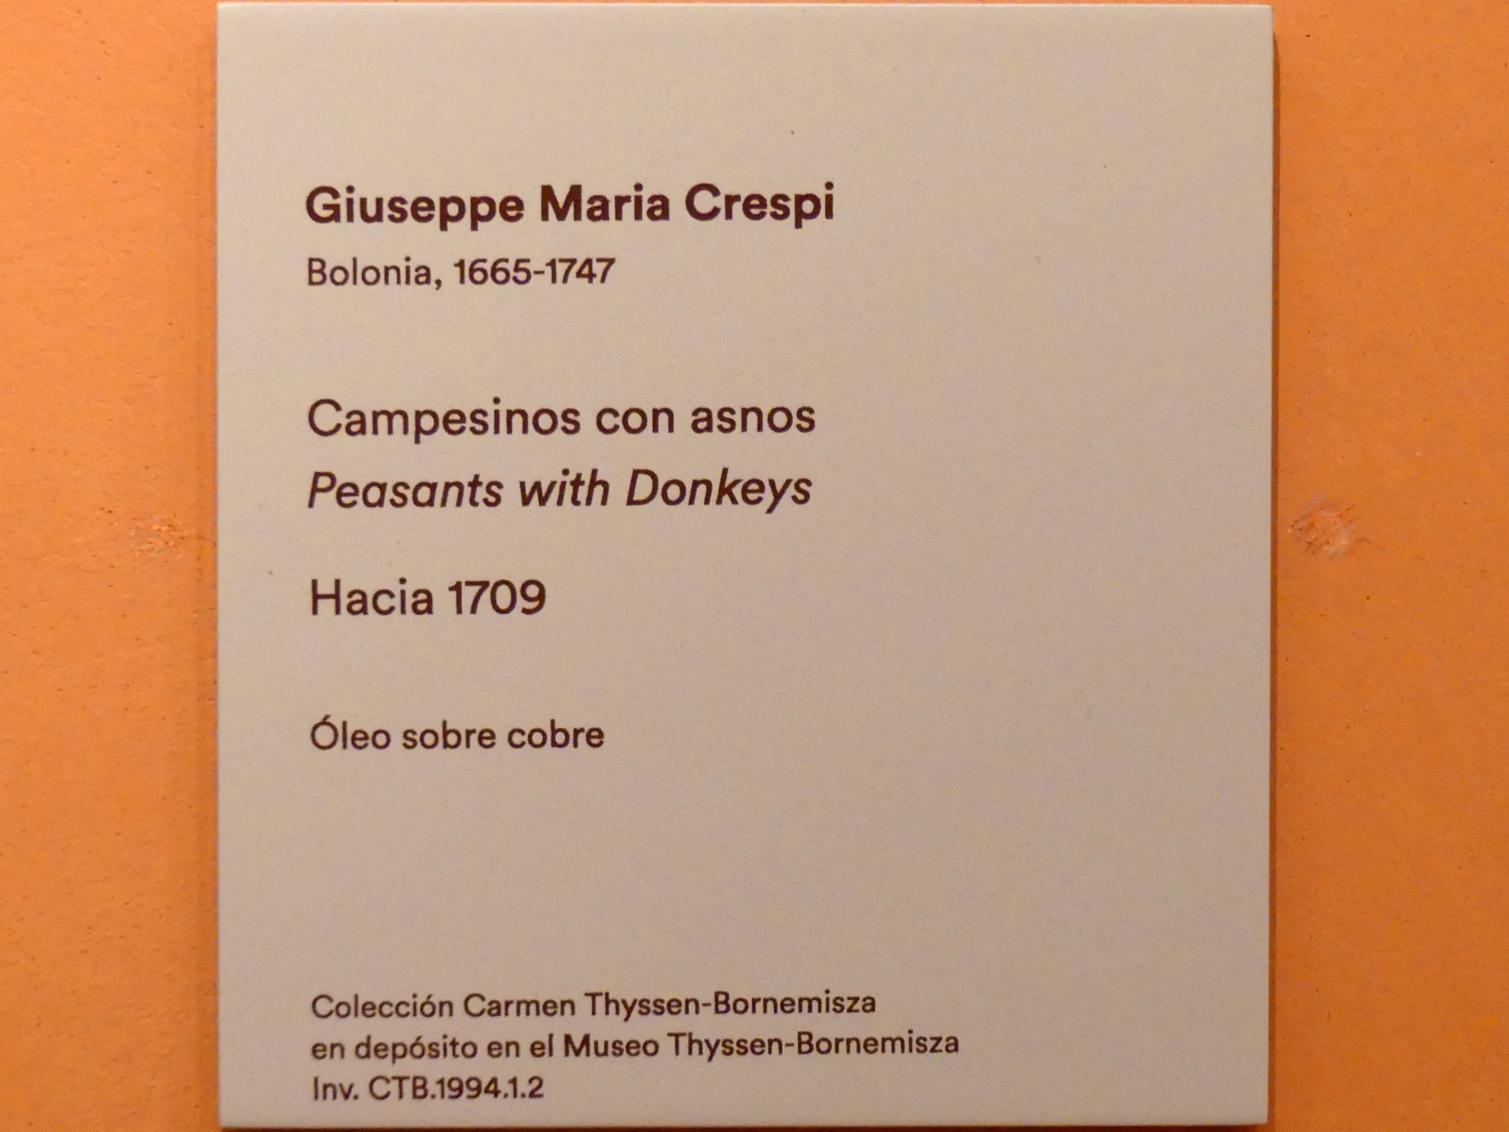 Giuseppe Maria Crespi
Bolonia, 1665-1747
Campesinos con asnos
Peasants with Donkeys
Hacia 1709
Óleo sobre cobre
Colección Carmen Thyssen-Bornemisza
en depósito en el Museo Thyssen-Bornemisza
Inv. CTB.1994.1.2